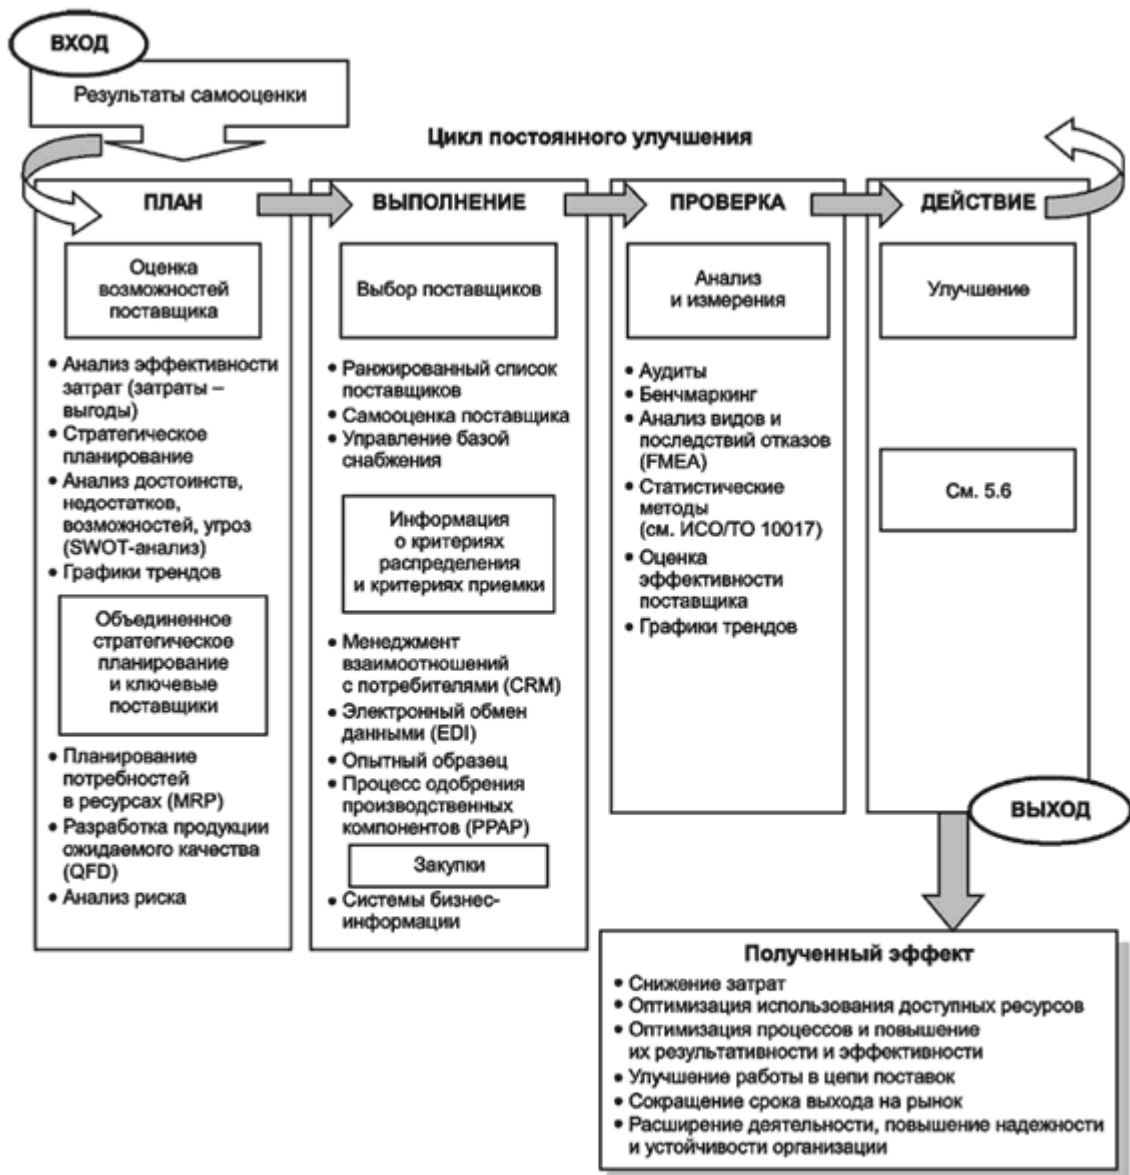 ВХОД
Результаты самооценки
Цикл постоянного улучшения
ПЛАН
Оценка
возможностей
поставщика
• Анализ эффективности
затрат (затраты –
выгоды)
• Стратегическое
планирование
• Анализ достоинств,
недостатков,
возможностей, угроз
(SWOT-анализ)
• Графики трендов
Объединенное
стратегическое
планирование
и ключевые
поставщики
• Планирование
потребностей
в ресурсах (MRP)
• Разработка продукции
ожидаемого качества
(QFD)
• Анализ риска
ВЫПОЛНЕНИЕ
Выбор поставщиков
• Ранжированный список
поставщиков
• Самооценка поставщика
• Управление базой
снабжения
Информация
о критериях
распределения
и критериях приемки
• Менеджмент
взаимоотношений
с потребителями (CRM)
• Электронный обмен
данными (EDI)
• Опытный образец
• Процесс одобрения
производственных
компонентов (PPAP)
Закупки
• Системы бизнес-
информации
ПРОВЕРКА
Анализ
и измерения
• Аудиты
• Бенчмаркинг
• Анализ видов и
последствий отказов
(FMEA)
• Статистические
методы
(см. ИСО/ТО 10017)
• Оценка
эффективности
поставщика
• Графики трендов
ДЕЙСТВИЕ
Улучшение
См. 5.6
ВЫХОД
Полученный эффект
• Снижение затрат
• Оптимизация использования доступных ресурсов
• Оптимизация процессов и повышение
их результативности и эффективности
• Улучшение работы в цепи поставок
• Сокращение срока выхода на рынок
• Расширение деятельности, повышение надежности
и устойчивости организации